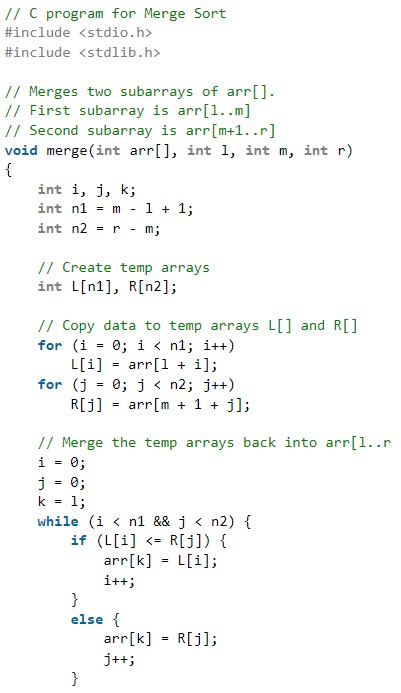 // C program for Merge Sort
#include <stdio.h>
#include <stdlib.h>

// Merges two subarrays of arr[].
// First subarray is arr[l..m]
// Second subarray is arr[m+1..r]
void merge(int arr[], int l, int m, int r)
{
    int i, j, k;
    int n1 = m - l + 1;
    int n2 = r - m;

    // Create temp arrays
    int L[n1], R[n2];

    // Copy data to temp arrays L[] and R[]
    for (i = 0; i < n1; i++)
        L[i] = arr[l + i];
    for (j = 0; j < n2; j++)
        R[j] = arr[m + 1 + j];

    // Merge the temp arrays back into arr[l..r
    i = 0;
    j = 0;
    k = l;
    while (i < n1 && j < n2) {
        if (L[i] <= R[j]) {
            arr[k] = L[i];
            i++;
        }
        else {
            arr[k] = R[j];
            j++;
        }